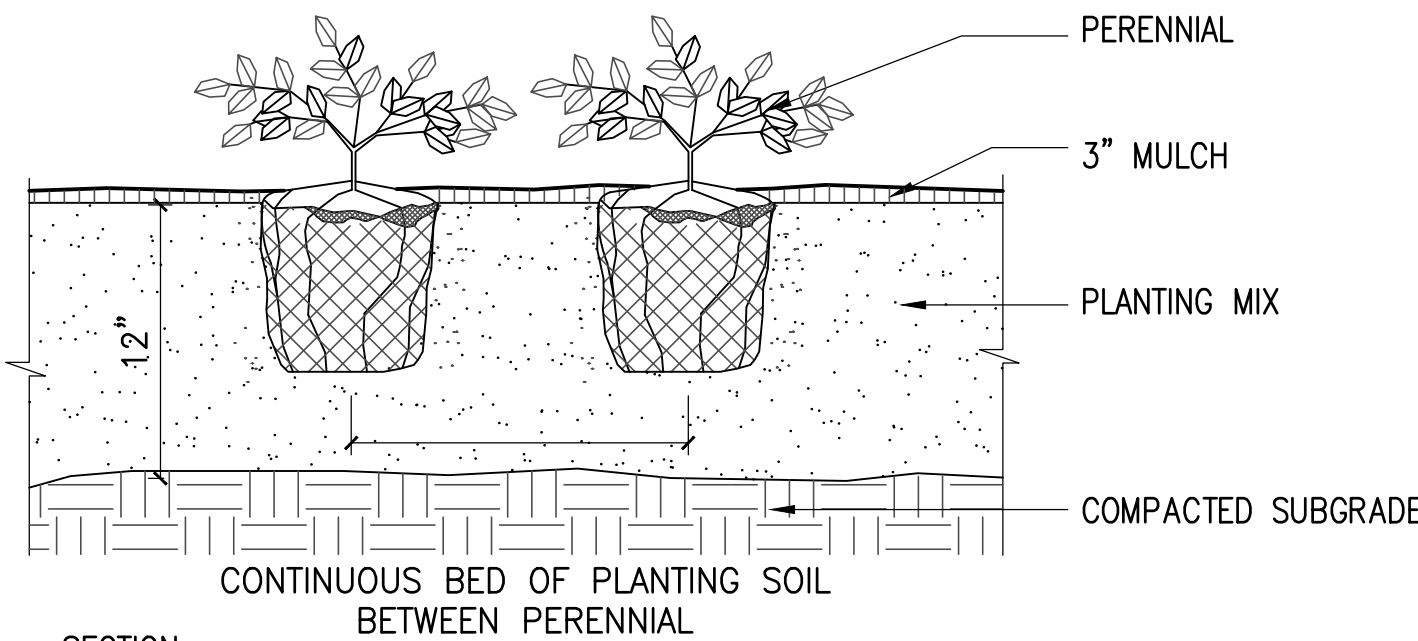 PERENNIAL
3" MULCH
PLANTING MIX
12"
COMPACTED SUBGRADE
CONTINUOUS BED OF PLANTING SOIL
BETWEEN PERENNIAL
SECTION